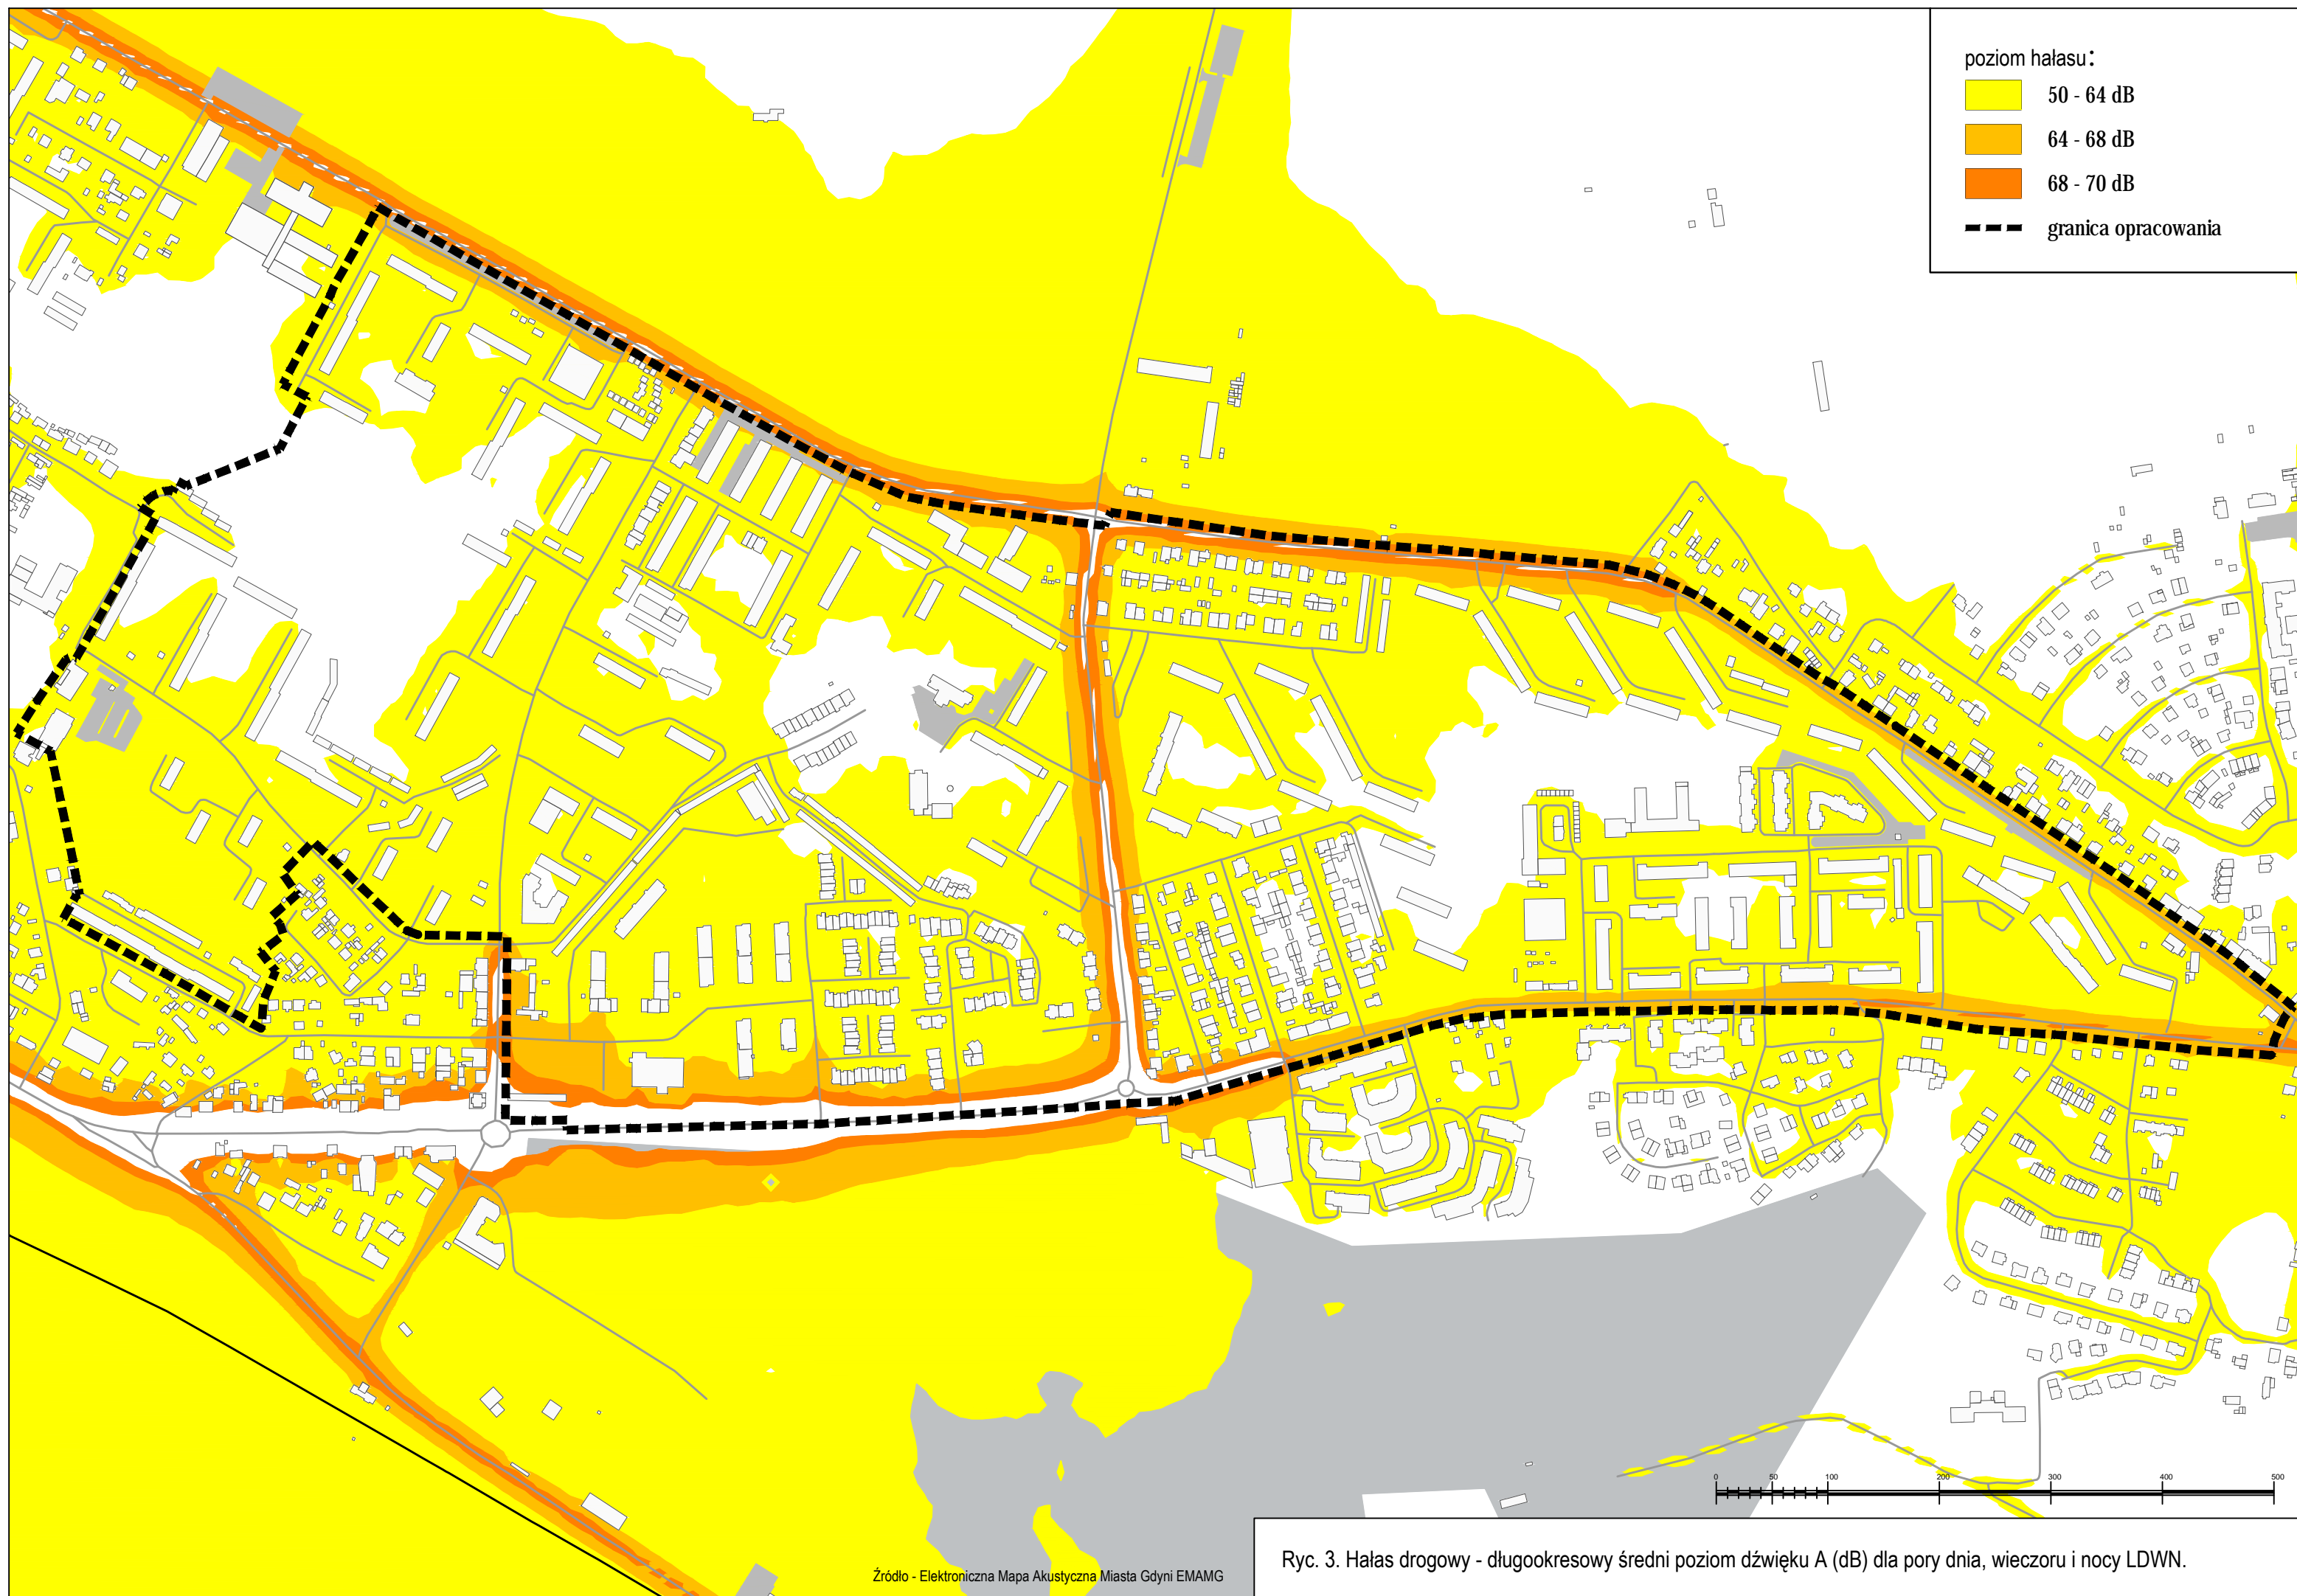 poziom hałasu:
50 - 64 dB
64 - 68 dB
68 - 70 dB
granica opracowania
0 50 100 200 300 400 500
Ryc. 3. Hałas drogowy - długookresowy średni poziom dźwięku A (dB) dla pory dnia, wieczoru i nocy LDWN.
Źródło - Elektroniczna Mapa Akustyczna Miasta Gdyni EMAMG